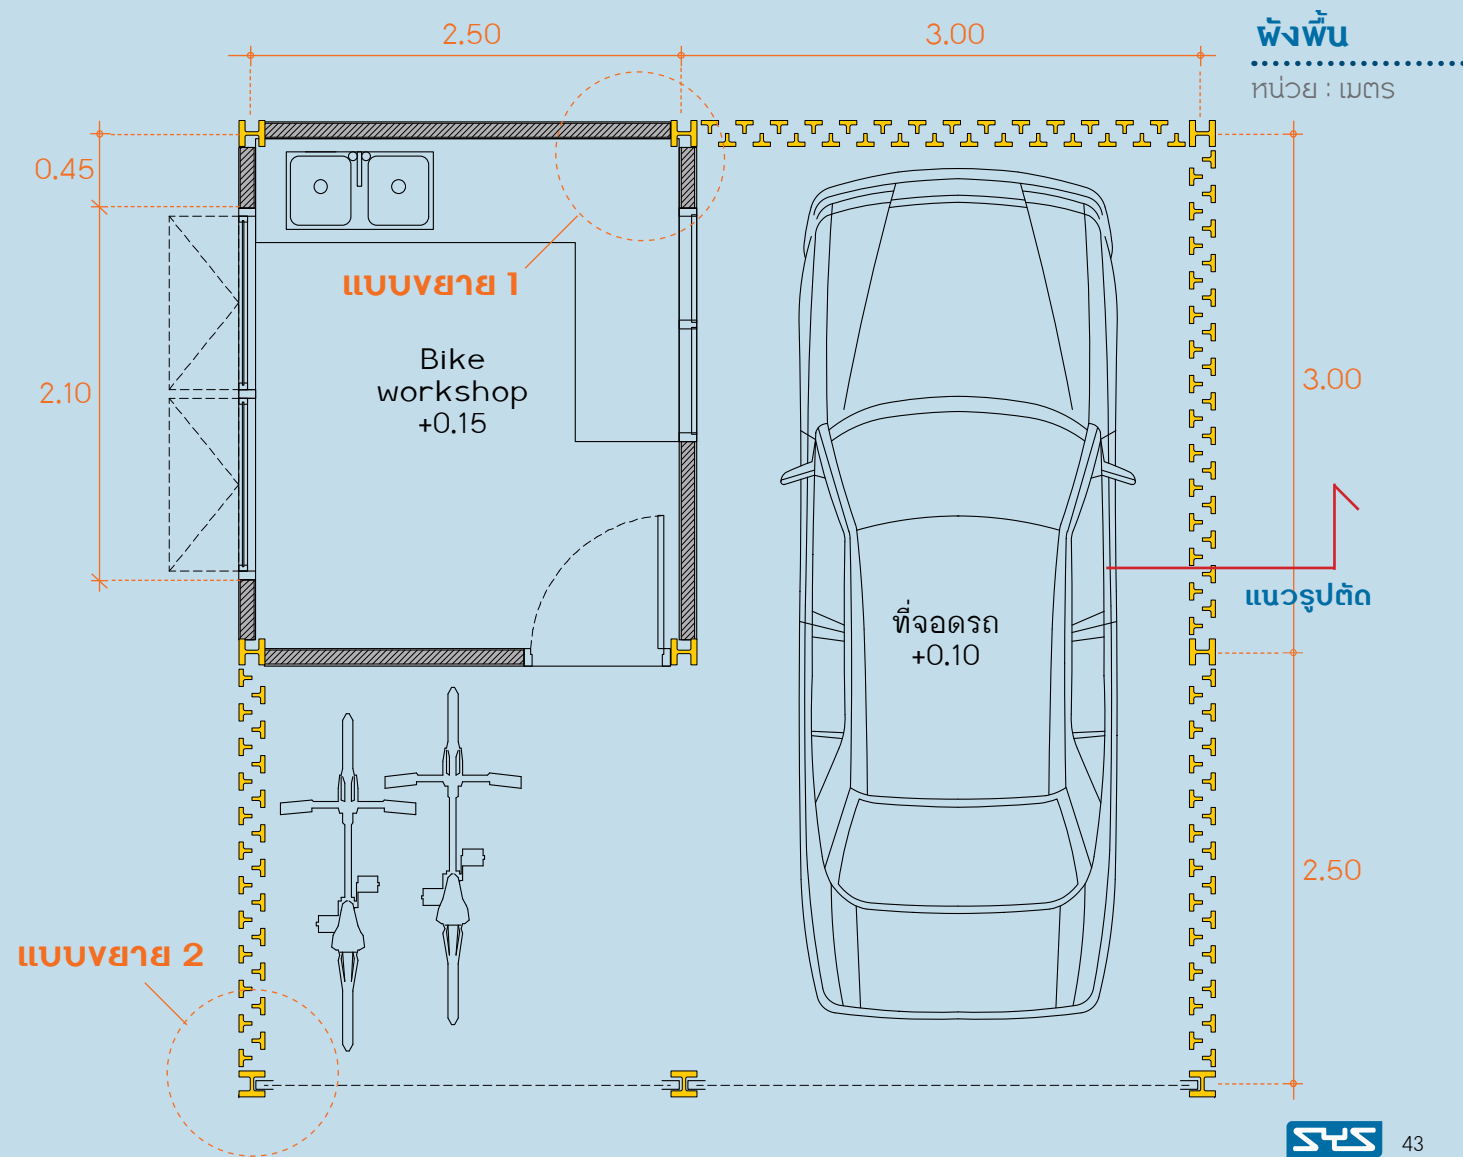 2.50
3.00
ผังพื้น
หน่วย : เมตร
0.45
แบบขยาย 1
Bike
workshop
+0.15
2.10
3.00
แนวรูปตัด
ที่จอดรถ
+0.10
2.50
แบบขยาย 2
SYS
43